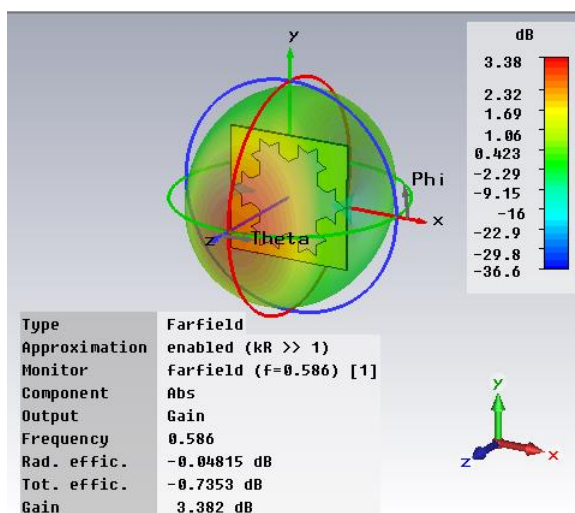 y
dB
3.38
2.32
1.69
1.06
0.423
-2.29
-9.15
-16
-22.9
-29.8
-36.6
Phi
x
z
Theta
Type Farfield
Approximation enabled (kR >> 1)
Monitor farfield (f=0.586) [1]
Component Abs
Output Gain
Frequency 0.586
Rad. effic. -0.04815 dB
Tot. effic. -0.7353 dB
Gain 3.382 dB
y
z
x